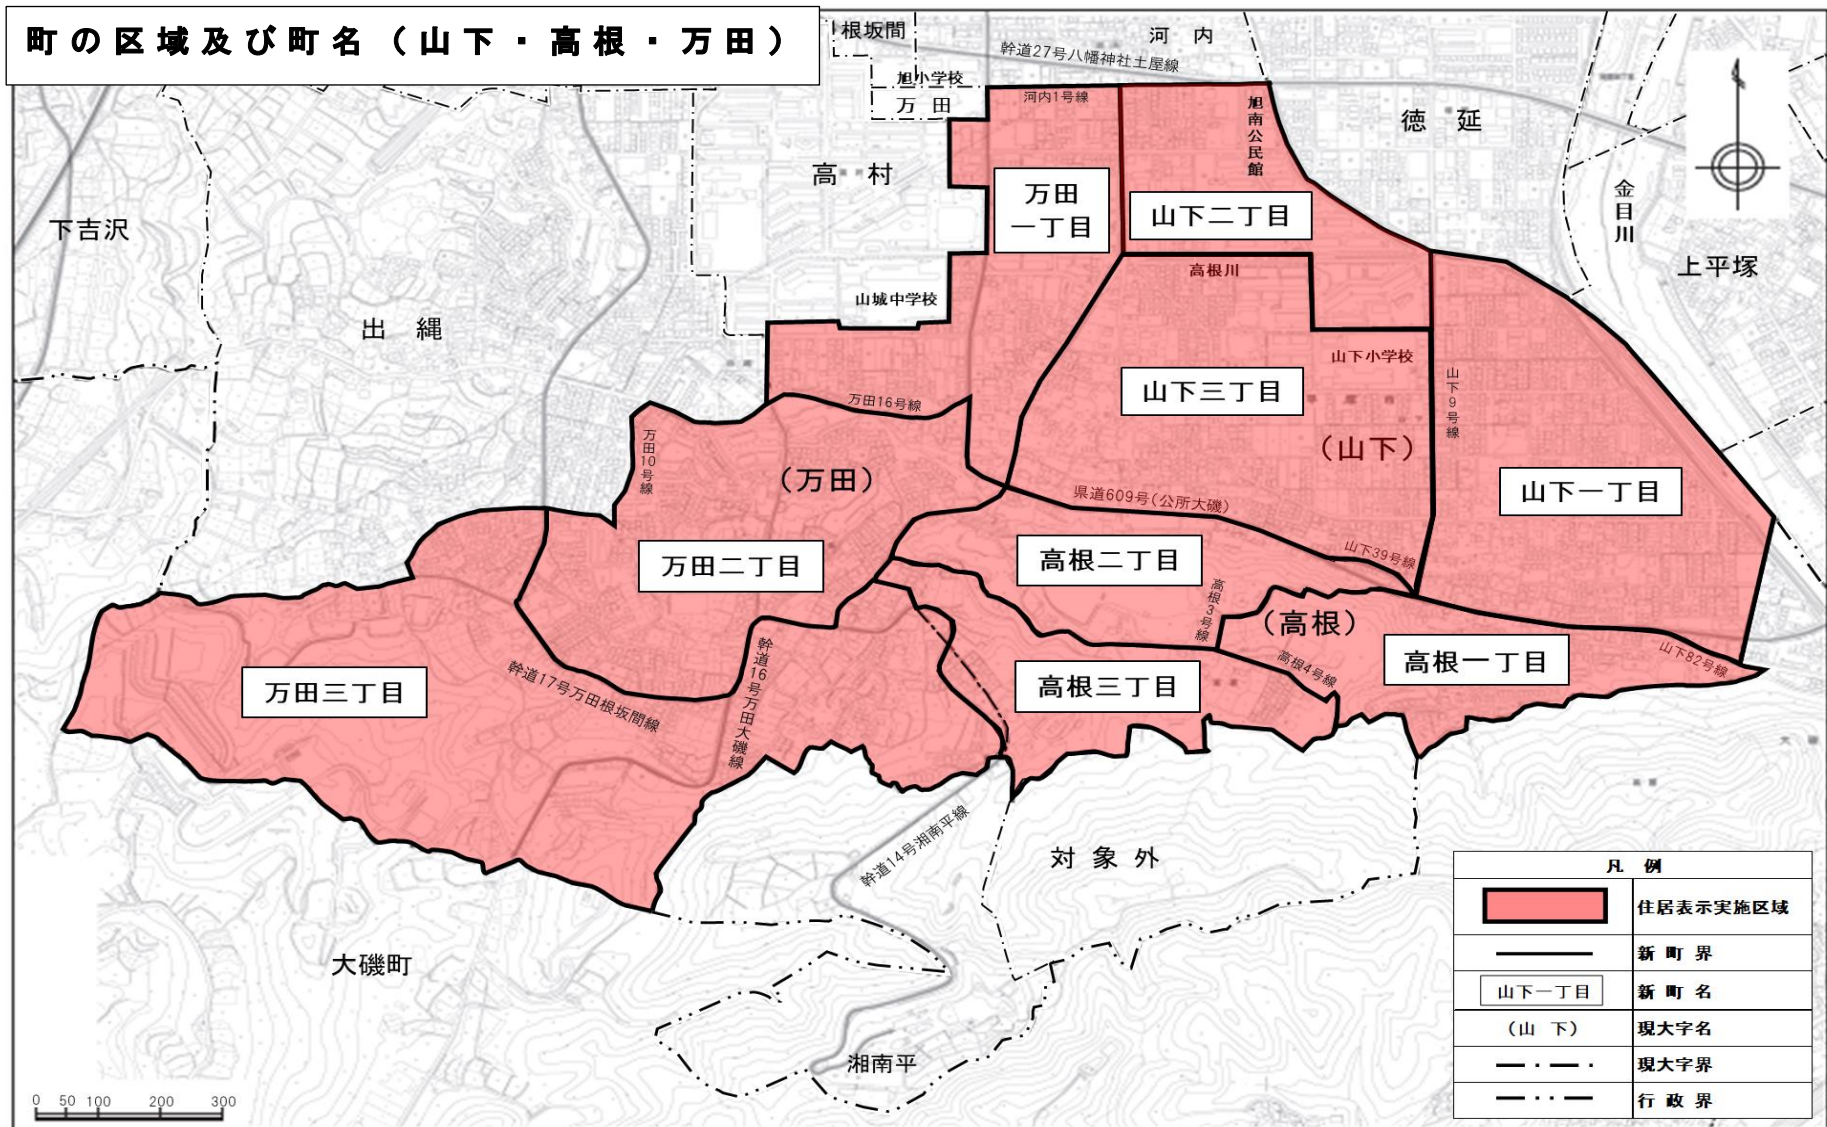 町の区域及び町名（山下・高根・万田）
根坂間
河内
幹道27号八幡神社土屋線
旭小学校
万田
河内1号線
旭南公民館
徳延
高村
万田
一丁目
山下二丁目
金目川
下吉沢
上平塚
高根川
山城中学校
出縄
山下小学校
山下三丁目
山下9号線
万田16号線
万田10号線
（山下）
（万田）
山下一丁目
県道609号（公所大磯）
山下39号線
高根二丁目
万田二丁目
高根3号線
（高根）
高根一丁目
山下82号線
高根4号線
高根三丁目
万田三丁目
幹道17号万田根坂間線
幹道16号万田大磯線
幹道14号湘南平線
対象外
大磯町
湘南平
凡例
住居表示実施区域
新町界
山下一丁目 新町名
（山下） 現大字名
現大字界
行政界
0 50 100 200 300